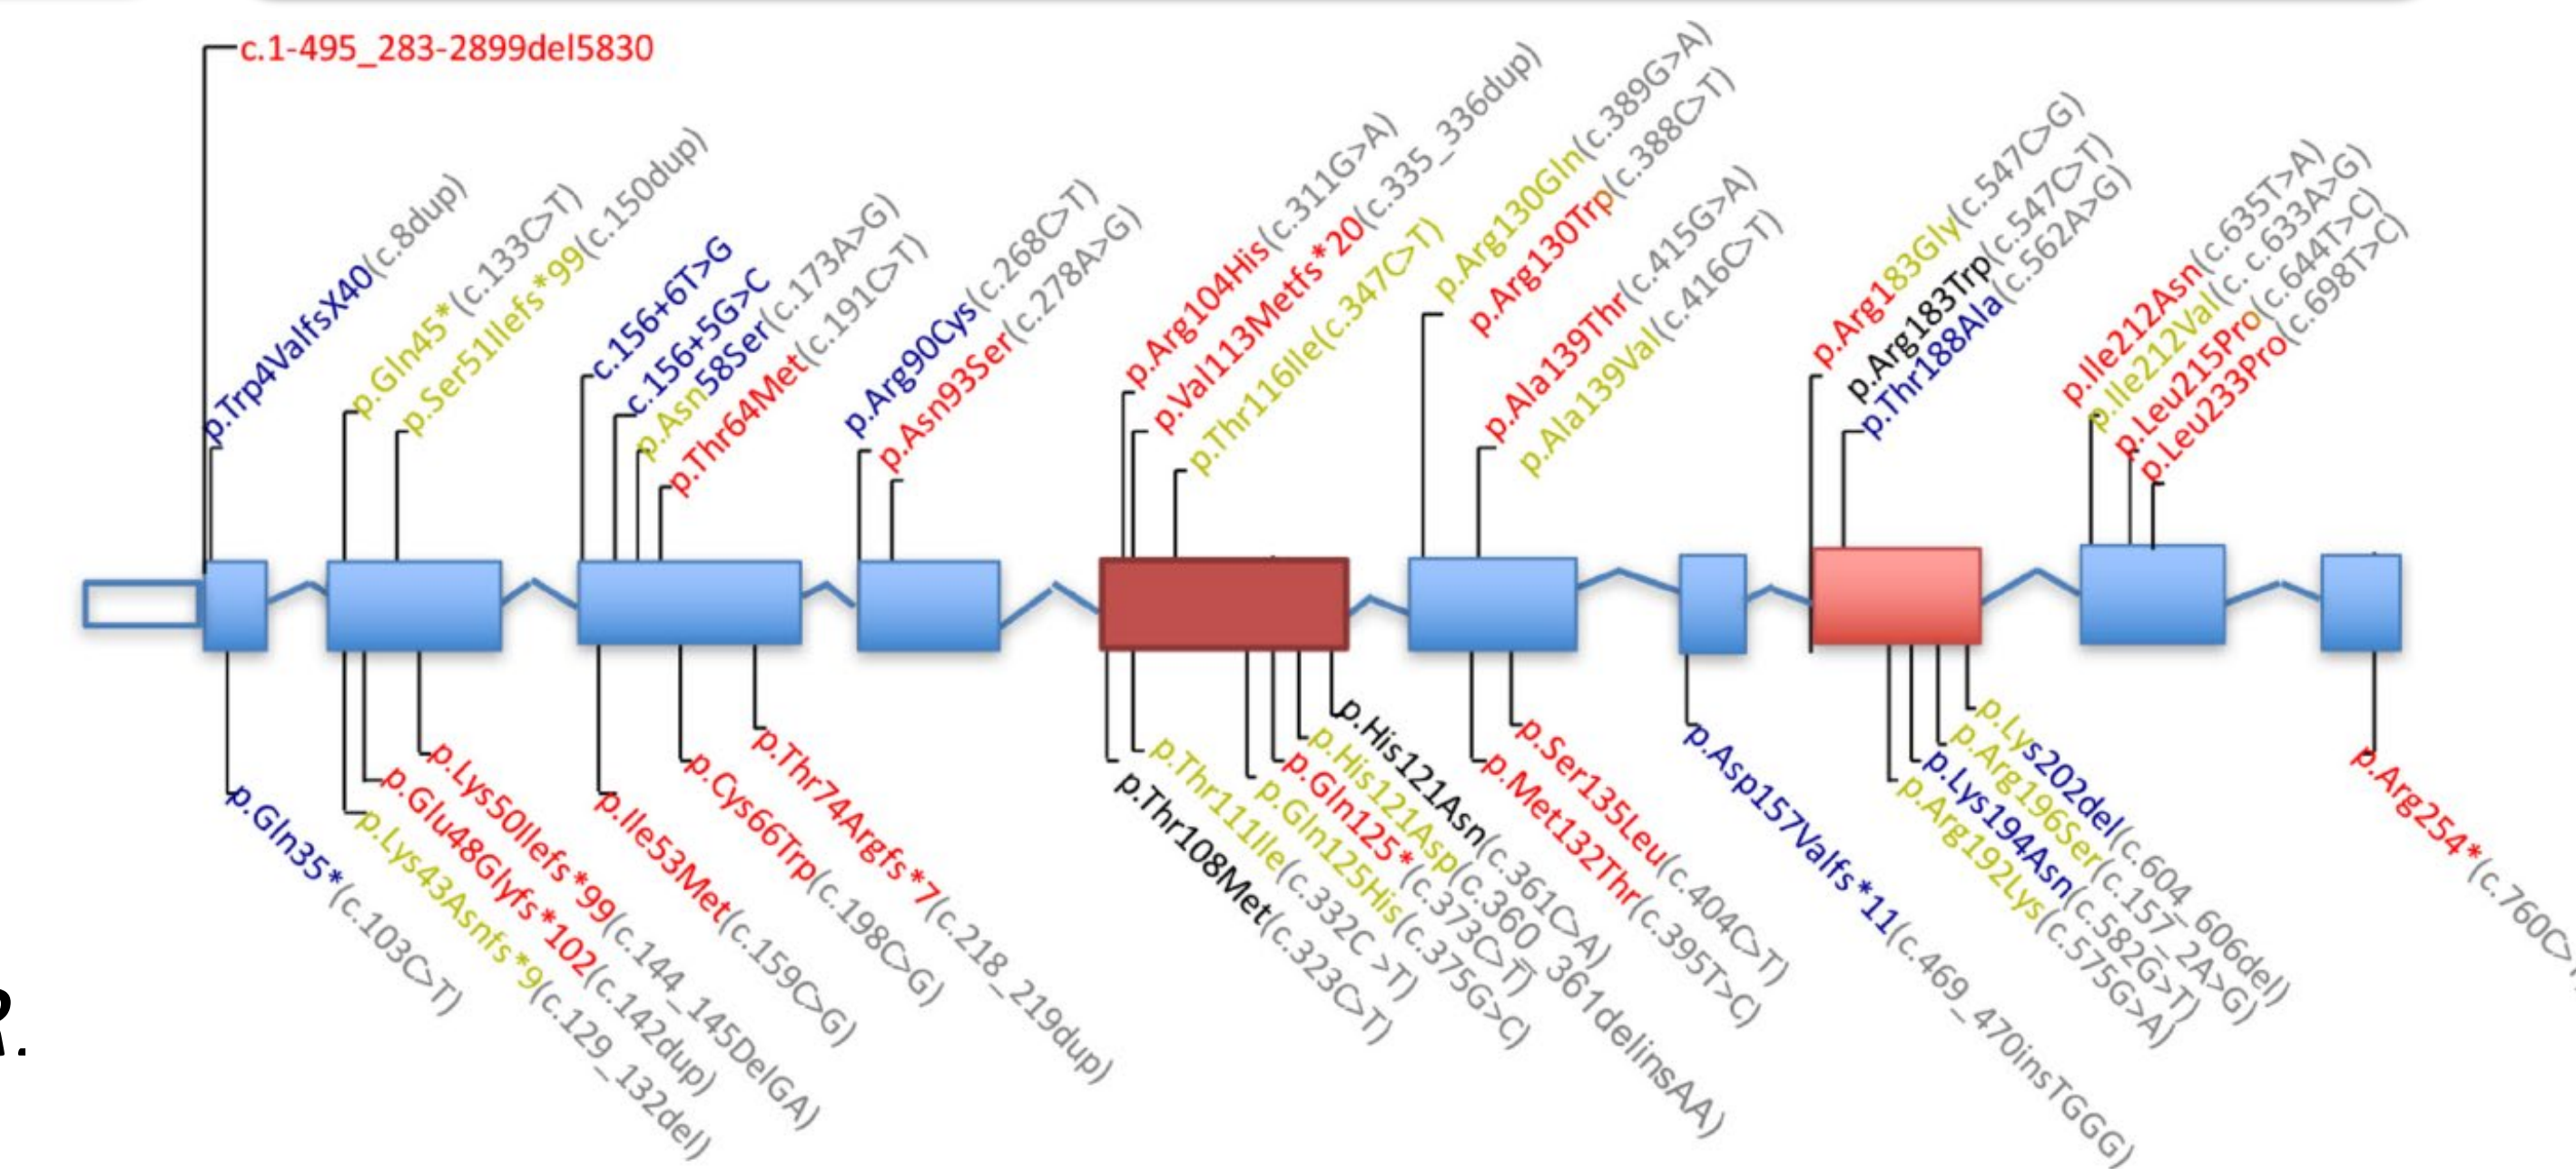 c.1-495_283-2899del5830
p.Trp4ValfsX40(c.8dup)
p.Gln45*(c.133C>T)
p.Ser51Ilefs*99(c.150dup)
c.156+6T>G
c.156+5G>C
p.Asn58Ser(c.173A>G)
p.Thr64Met(c.191C>T)
p.Arg90Cys(c.268C>T)
p.Asn93Ser(c.278A>G)
p.Arg104His(c.311G>A)
p.Val113Metfs*20(c.335_336dup)
p.Thr116Ile(c.347C>T)
p.Arg130Gln(c.389G>A)
p.Arg130Trp(c.388C>T)
p.Ala139Thr(c.415G>A)
p.Ala139Val(c.416C>T)
p.Arg183Gly(c.547C>G)
p.Arg183Trp(c.547C>T)
p.Thr188Ala(c.562A>G)
p.Ile212Asn(c.635T>A)
p.Ile212Val(c. c.633A>G)
p.Leu215Pro(c.644T>C)
p.Leu233Pro(c.698T>C)
p.Gln35*(c.103C>T)
p.Lys43Asnfs*9(c.129_132del)
p.Glu48Glyfs*102(c.142dup)
p.Lys50Ilefs*99(c.144_145DelGA)
p.Ile53Met(c.159C>G)
p.Cys66Trp(c.198C>G)
p.Thr74Argfs*7(c.218_219dup)
p.Thr108Met(c.323C>T)
p.Thr111Ile(c.332C >T)
p.Gln125His(c.375G>C)
p.Gln125*(c.373C>T)
p.His121Asp(c.360_361delinsAA)
p.His121Asn(c.361C>A)
p.Met132Thr(c.395T>C)
p.Ser135Leu(c.404C>T)
p.Asp157Valfs*11(c.469_470insTGGG)
p.Arg192Lys(c.575G>A)
p.Lys194Asn(c.582G>T)
p.Arg196Ser(c.157_2A>G)
p.Lys202del(c.604_606del)
p.Arg254*(c.760C>